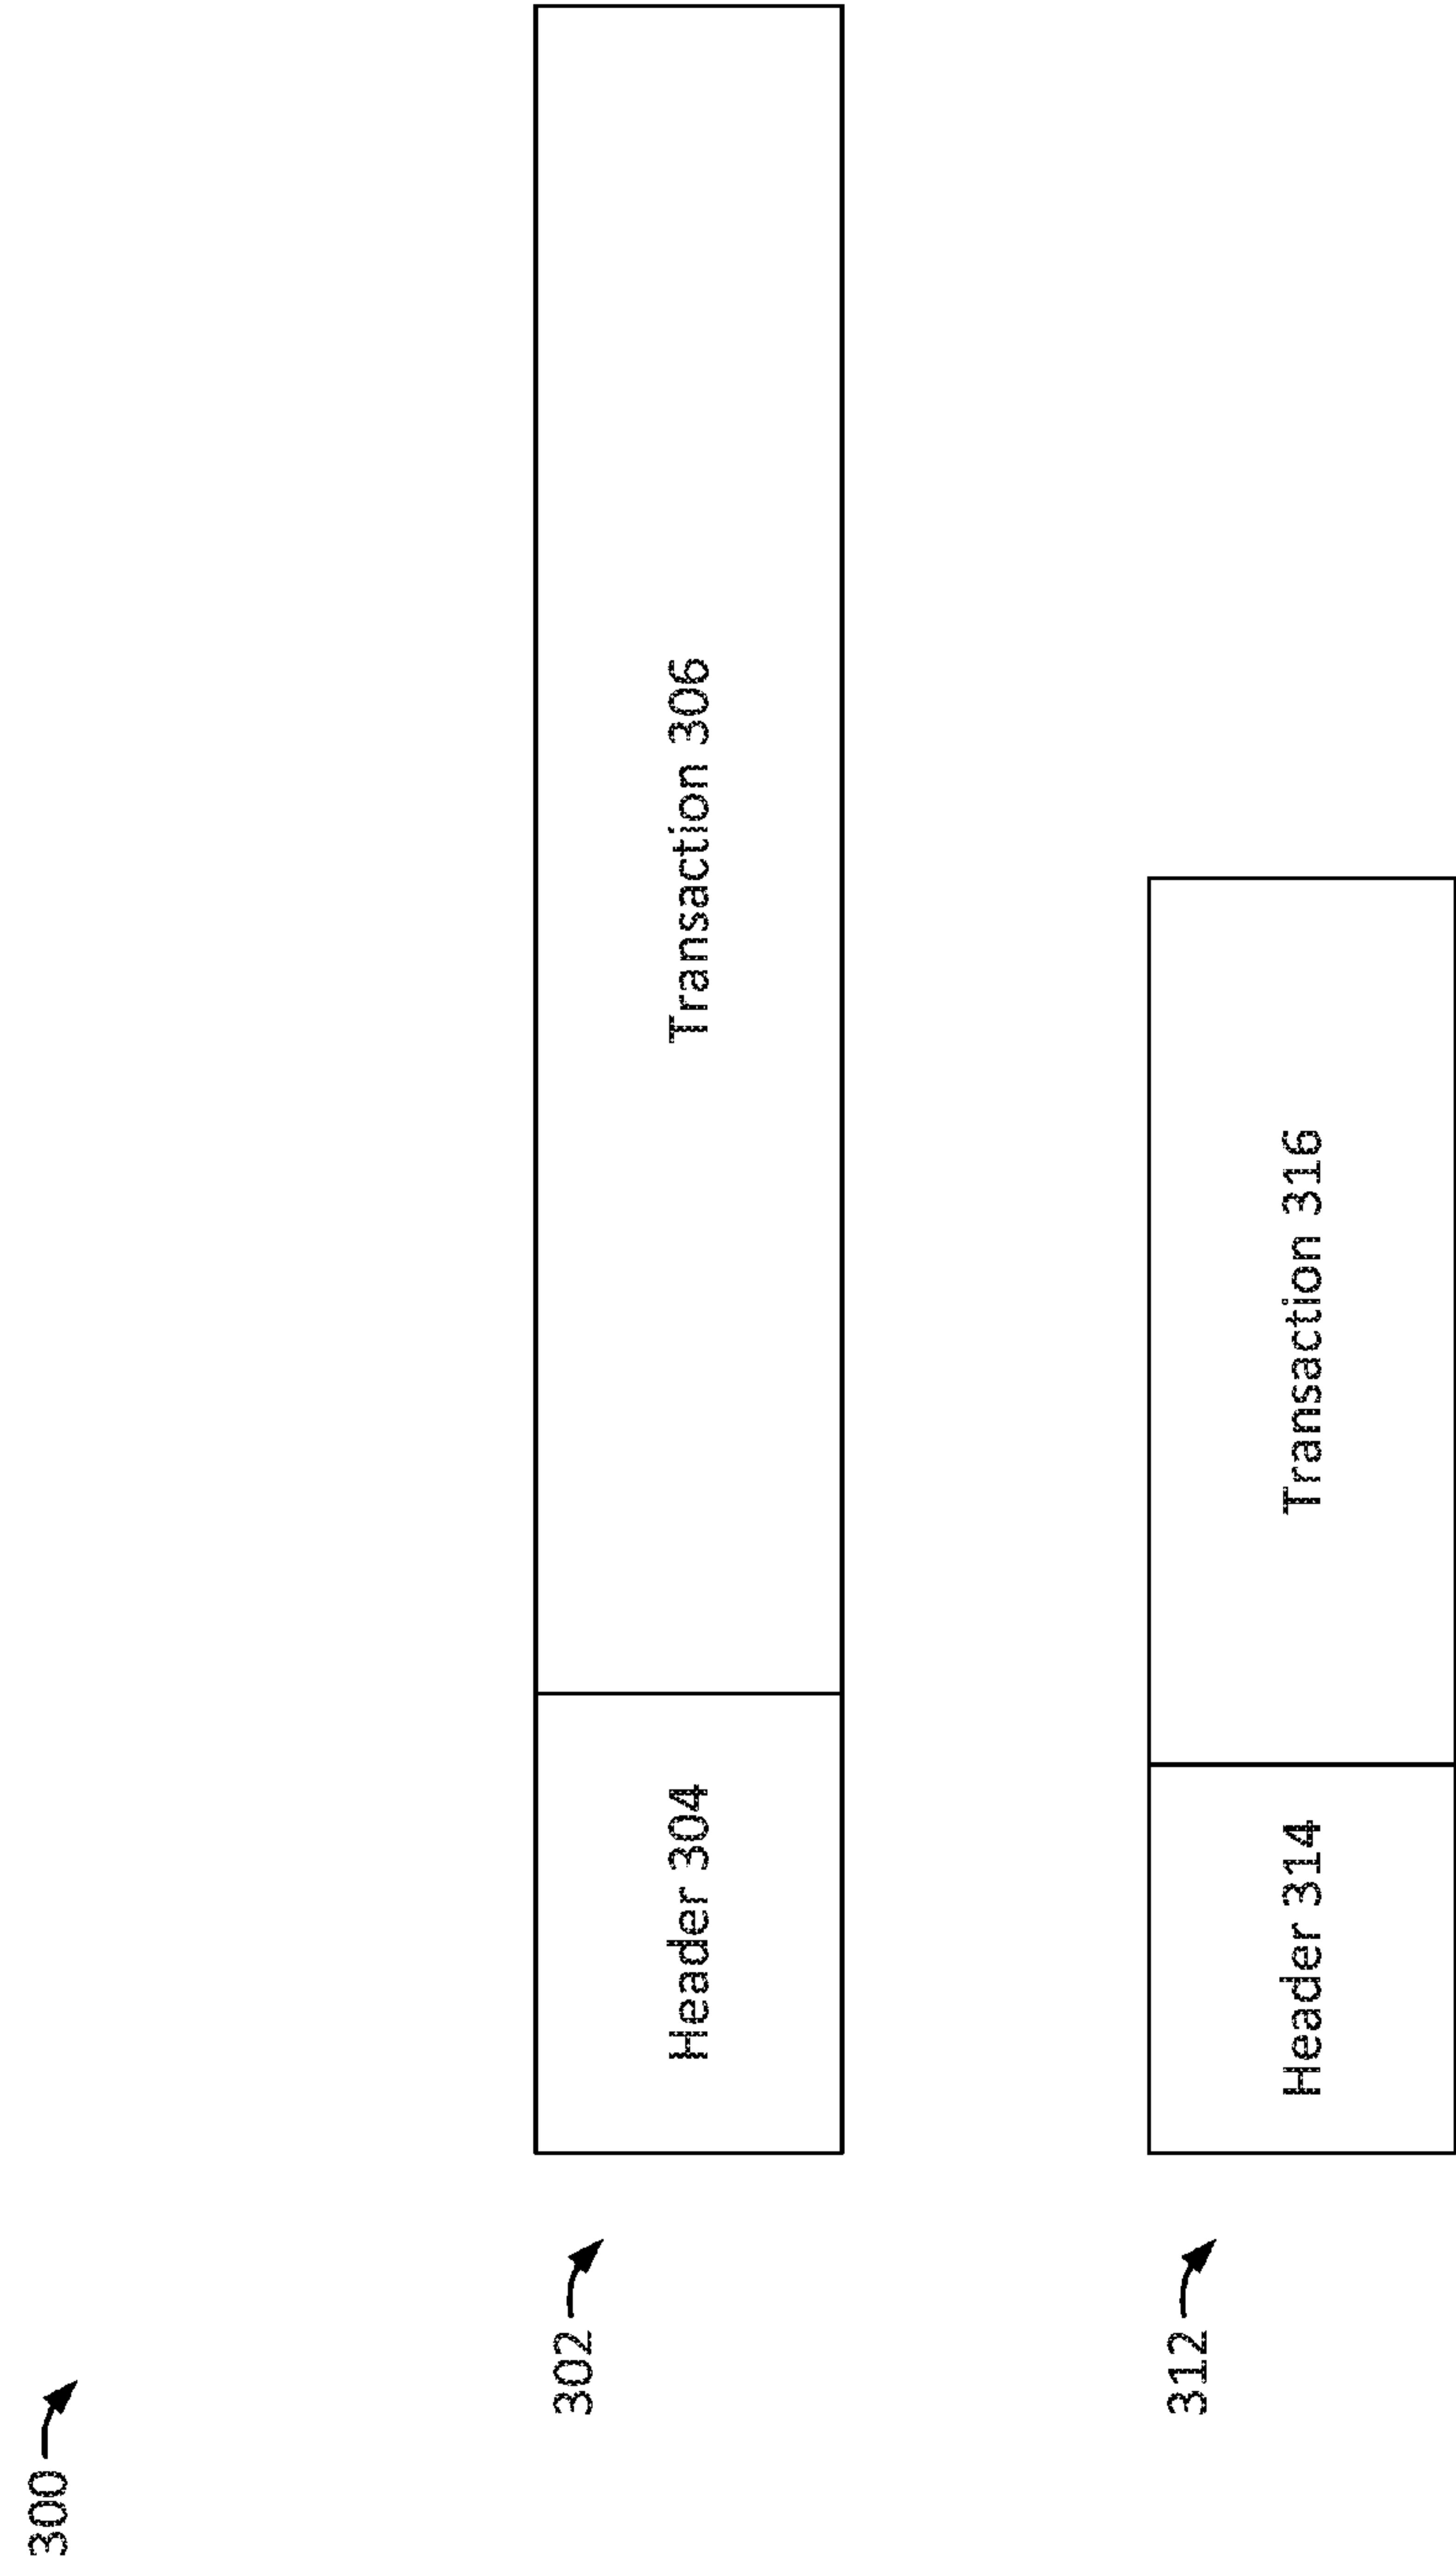 300
302
Header 304
Transaction 306
312
Header 314
Transaction 316